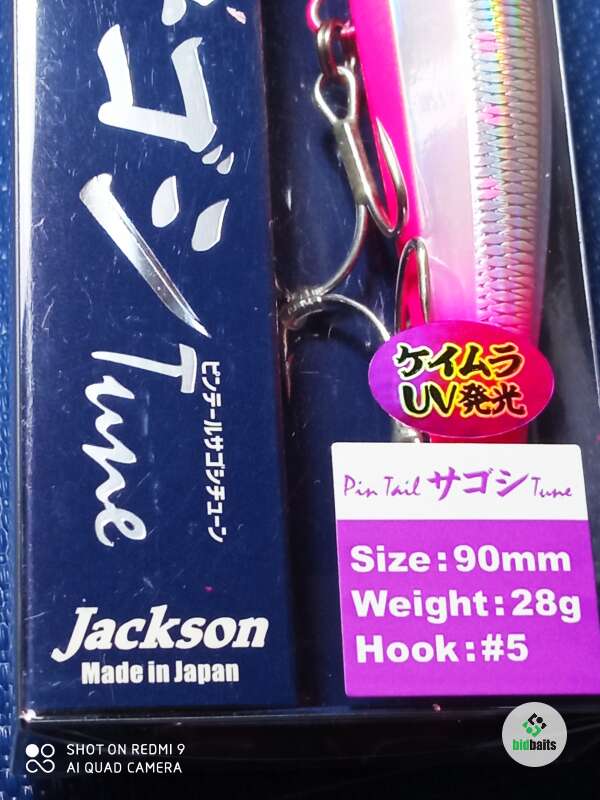 ゴシ
Tune
ピンテールサゴシチューン
Jackson
Made in Japan
ケイムラ
UV発光
Pin Tail サゴシ Tune
Size:90mm
Weight:28g
Hook:#5
SHOT ON REDMI 9
AI QUAD CAMERA
bidbaits